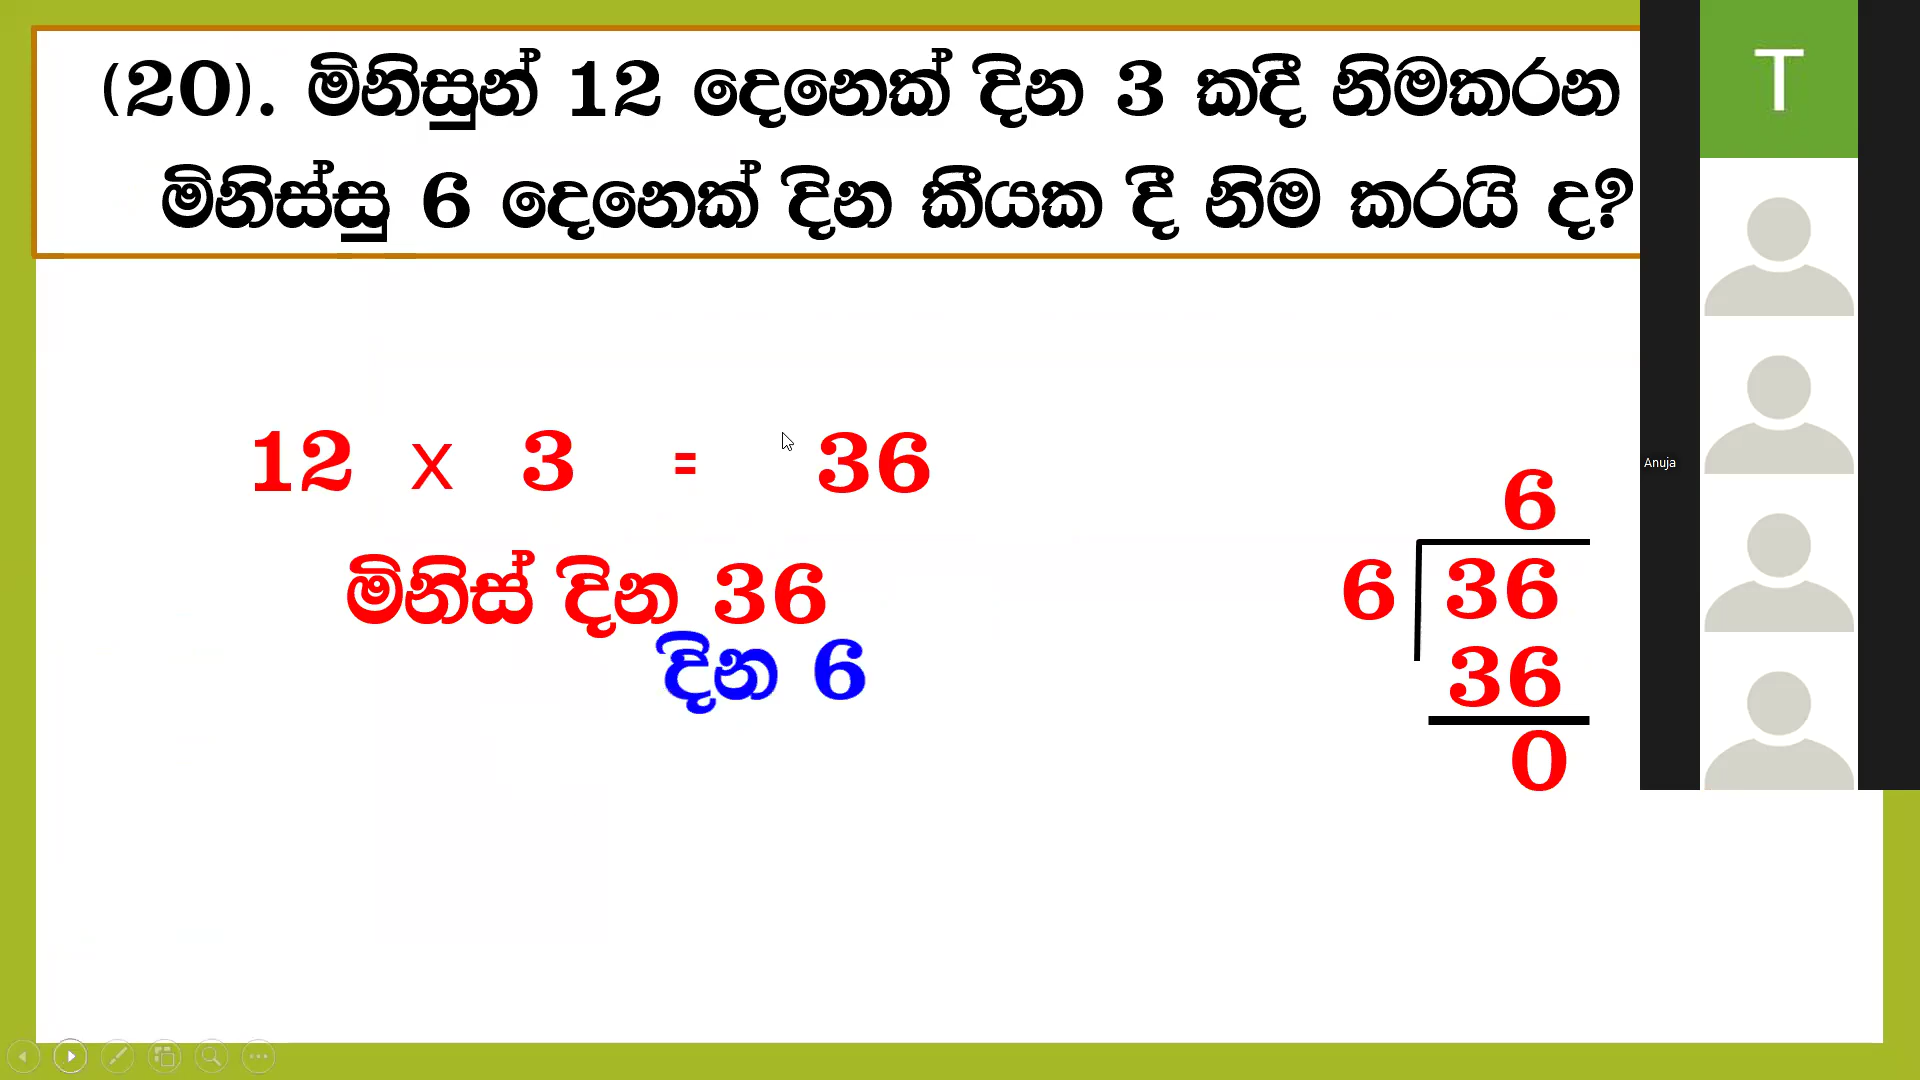 (20). මිනිසුන් 12 දෙනෙක් දින 3 කදී නිමකරන
මිනිස්සු 6 දෙනෙක් දින කීයක දී නිම කරයි ද?
12 x 3 = 36
මිනිස් දින 36
දින 6
6
6 36
36
0
T
Anuja